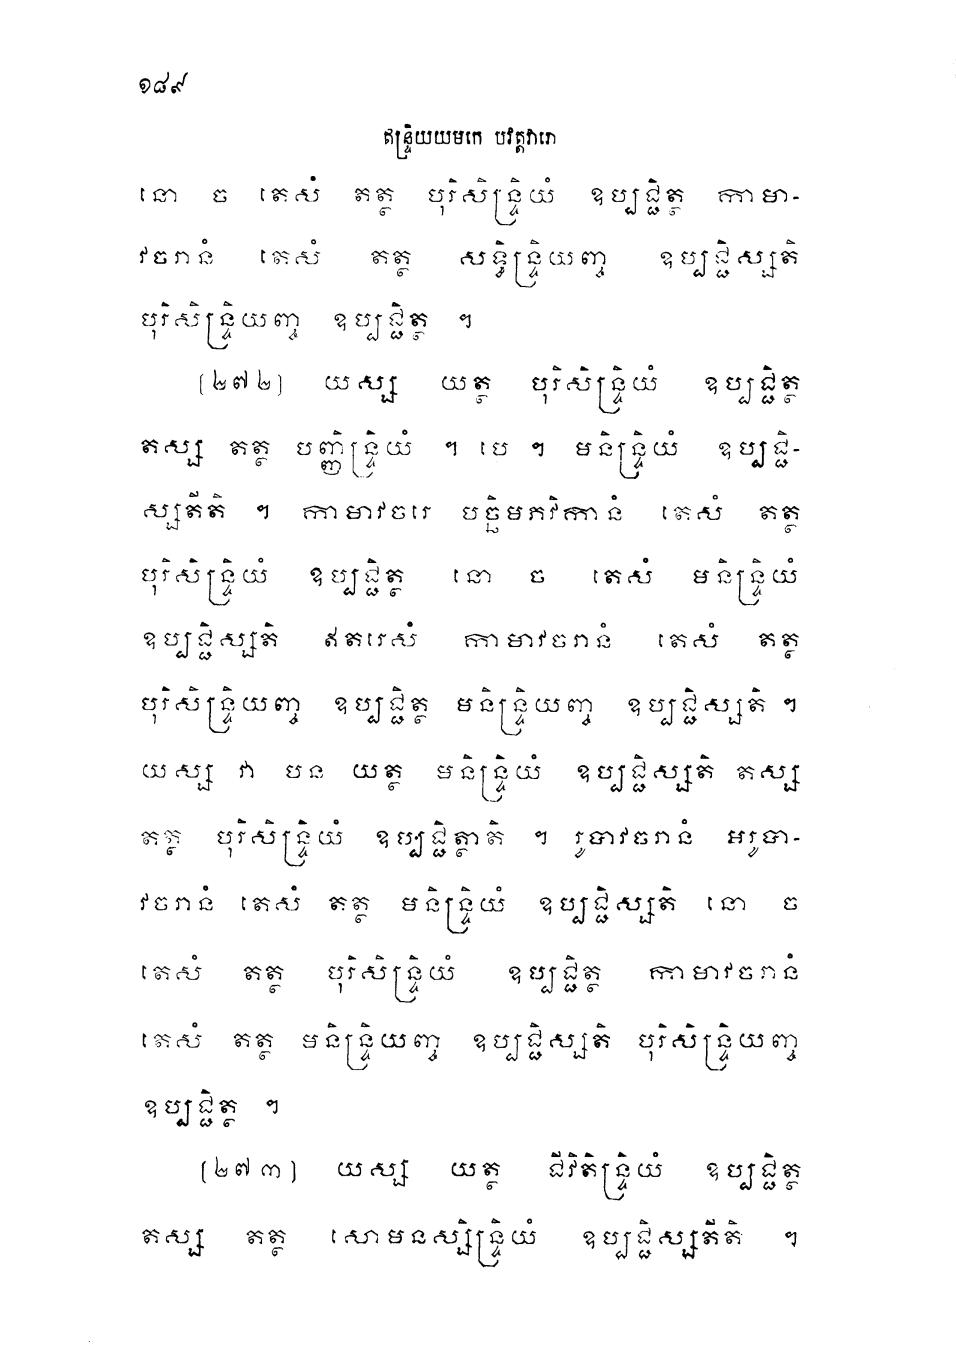 ១៨៩
ឥន្ទ្រិយយមកេ បវត្តវារោ
នោ ច តេសំ តត្ថ បុរិសិន្ទ្រិយំ ឧប្បជ្ជិត្ថ កាមា-
វចរានំ តេសំ តត្ថ សទ្ធិន្ទ្រិយញ្ច ឧប្បជ្ជិស្សតិ
បុរិសិន្ទ្រិយញ្ច ឧប្បជ្ជិត្ថ ។
(២៧២) យស្ស យត្ថ បុរិសិន្ទ្រិយំ ឧប្បជ្ជិត្ថ
តស្ស តត្ថ បញ្ញិន្ទ្រិយំ ។ បេ ។ មនិន្ទ្រិយំ ឧប្បជ្ជិ-
ស្សតីតិ ។ កាមាវចរេ បច្ឆិមភវិកានំ តេសំ តត្ថ
បុរិសិន្ទ្រិយំ ឧប្បជ្ជិត្ថ នោ ច តេសំ មនិន្ទ្រិយំ
ឧប្បជ្ជិស្សតិ ឥតរេសំ កាមាវចរានំ តេសំ តត្ថ
បុរិសិន្ទ្រិយញ្ច ឧប្បជ្ជិត្ថ មនិន្ទ្រិយញ្ច ឧប្បជ្ជិស្សតិ ។
យស្ស វា បន យត្ថ មនិន្ទ្រិយំ ឧប្បជ្ជិស្សតិ តស្ស
តត្ថ បុរិសិន្ទ្រិយំ ឧប្បជ្ជិត្ថាតិ ។ រូបាវចរានំ អរូបា-
វចរានំ តេសំ តត្ថ មនិន្ទ្រិយំ ឧប្បជ្ជិស្សតិ នោ ច
តេសំ តត្ថ បុរិសិន្ទ្រិយំ ឧប្បជ្ជិត្ថ កាមាវចរានំ
តេសំ តត្ថ មនិន្ទ្រិយញ្ច ឧប្បជ្ជិស្សតិ បុរិសិន្ទ្រិយញ្ច
ឧប្បជ្ជិត្ថ ។
(២៧៣) យស្ស យត្ថ ជីវិតិន្ទ្រិយំ ឧប្បជ្ជិត្ថ
តស្ស តត្ថ សោមនស្សិន្ទ្រិយំ ឧប្បជ្ជិស្សតីតិ ។